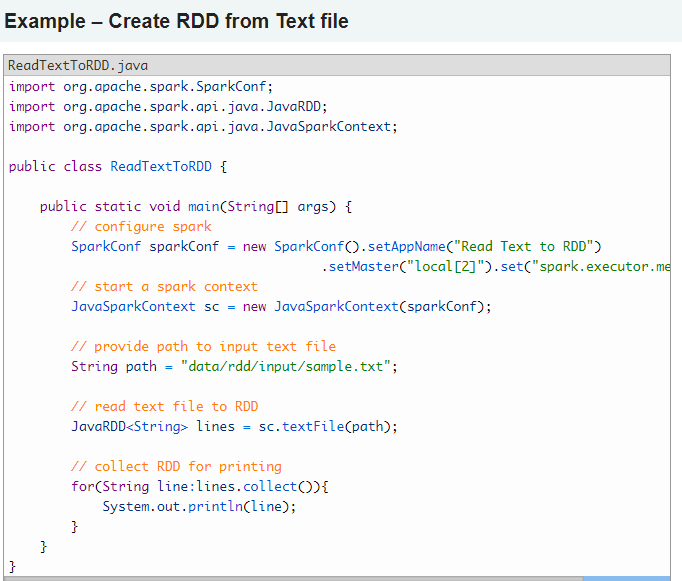 Example – Create RDD from Text file
ReadTextToRDD.java
import org.apache.spark.SparkConf;
import org.apache.spark.api.java.JavaRDD;
import org.apache.spark.api.java.JavaSparkContext;
public class ReadTextToRDD {
public static void main(String[] args) {
// configure spark
SparkConf sparkConf = new SparkConf().setAppName("Read Text to RDD")
.setMaster("local[2]").set("spark.executor.me
// start a spark context
JavaSparkContext sc = new JavaSparkContext(sparkConf);
// provide path to input text file
String path = "data/rdd/input/sample.txt";
// read text file to RDD
JavaRDD<String> lines = sc.textFile(path);
// collect RDD for printing
for(String line:lines.collect()){
System.out.println(line);
}
}
}